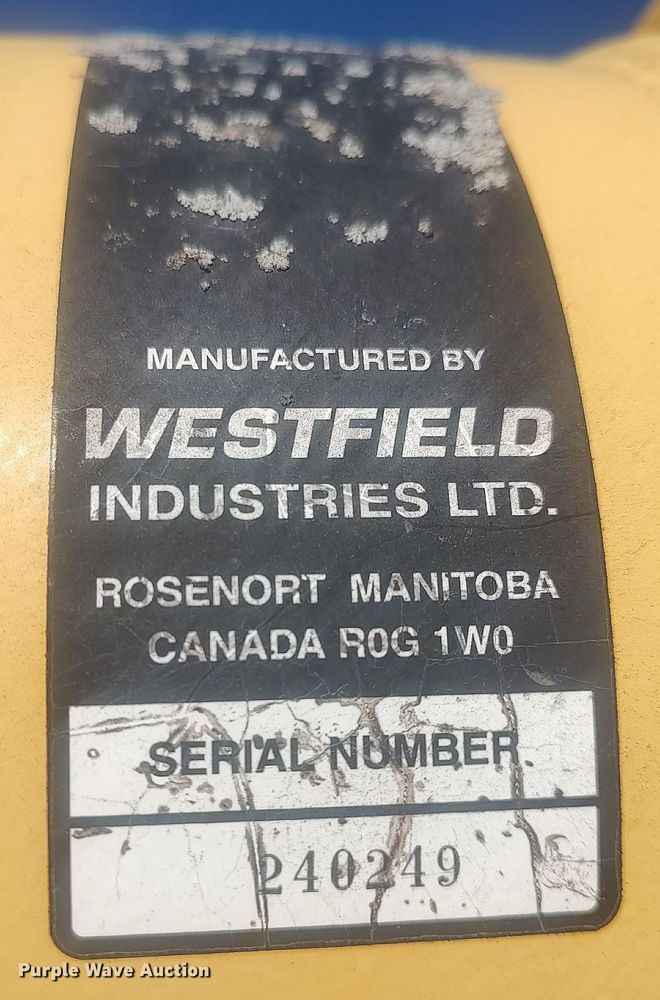 MANUFACTURED BY
WESTFIELD
INDUSTRIES LTD.
ROSENORT MANITOBA
CANADA R0G 1W0
SERIAL NUMBER
240249
Purple Wave Auction